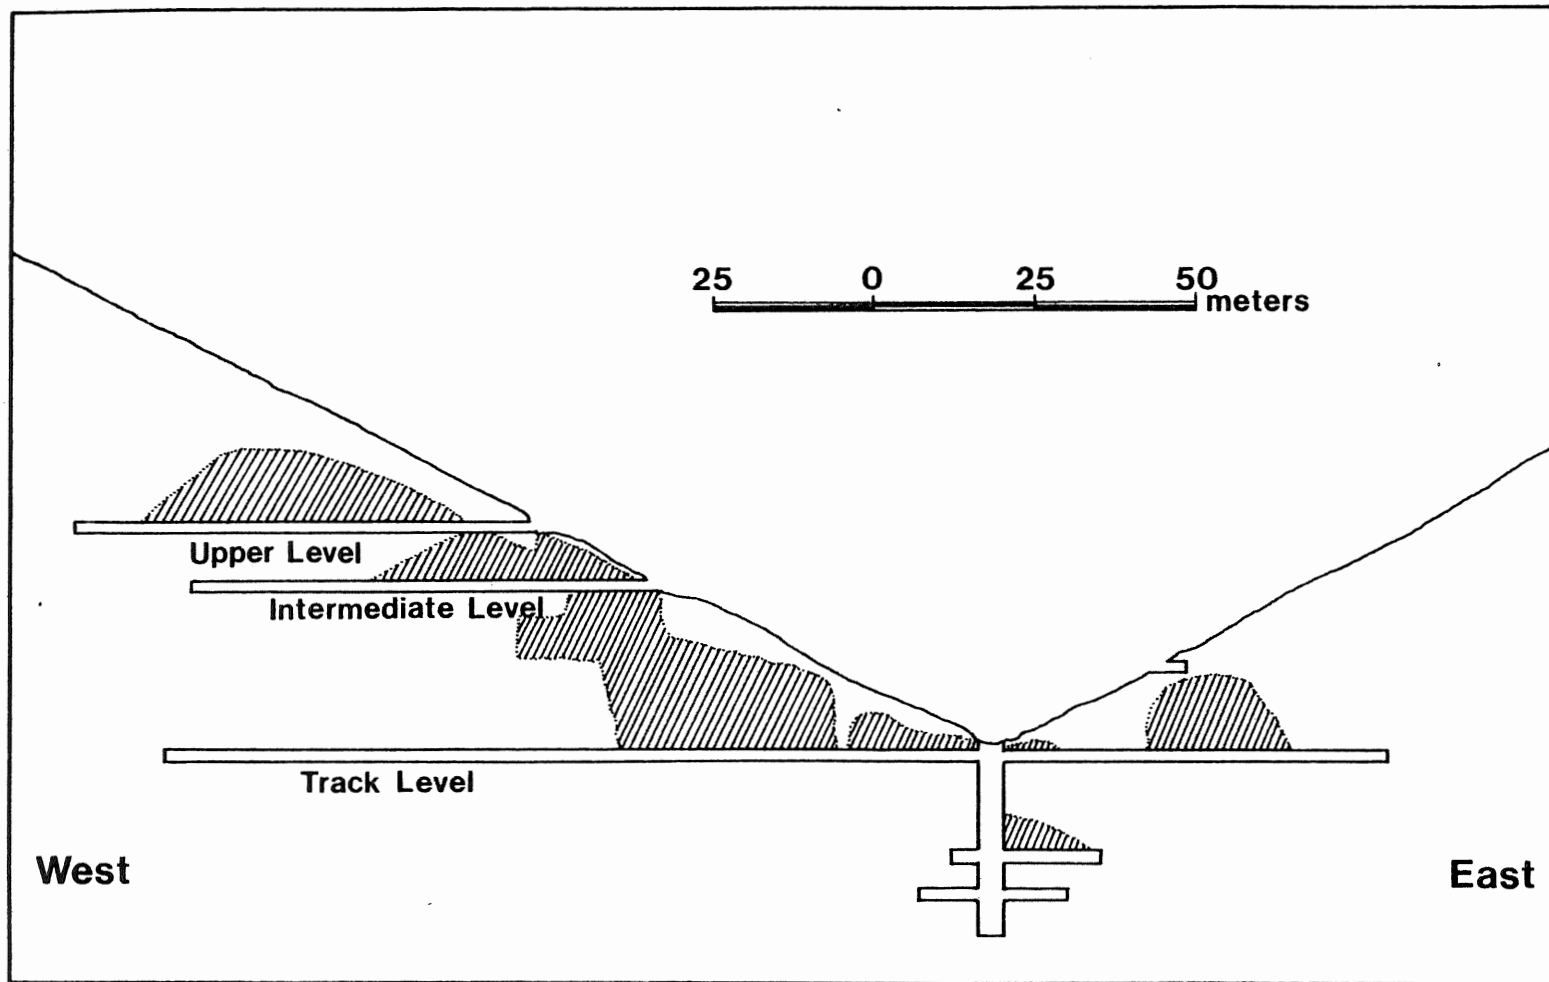 25 0 25 50
meters
Upper Level
Intermediate Level
Track Level
West
East